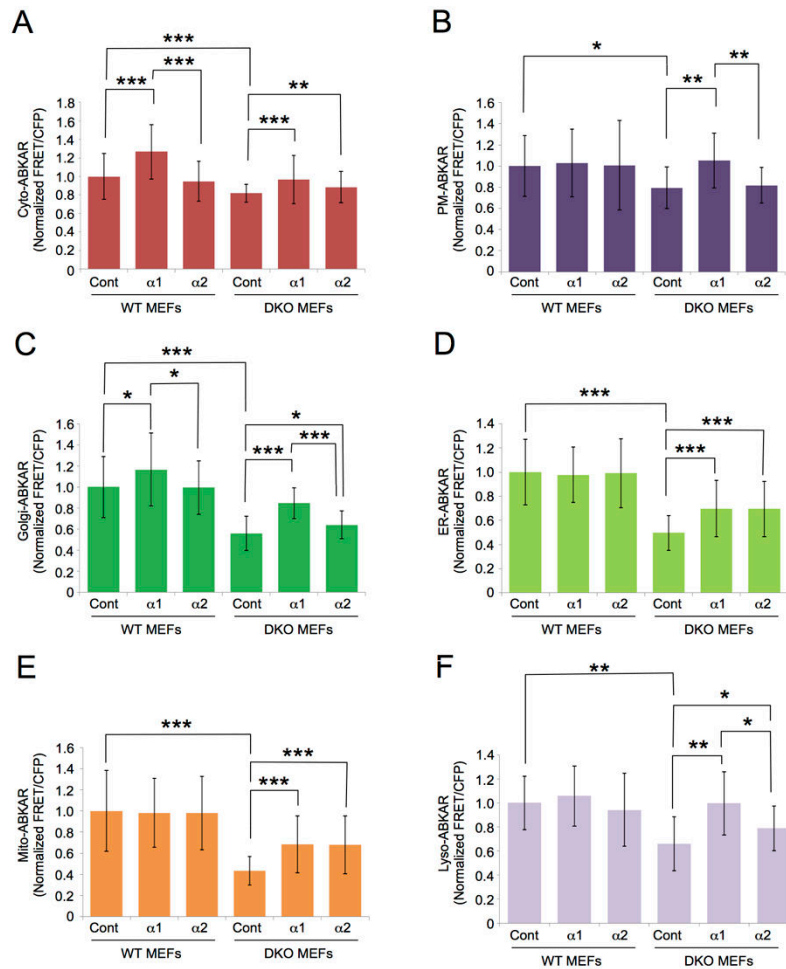 A
*** ***
*** **
*** ***
1.8
1.6
1.4
1.2
1.0
0.8
0.6
0.4
0.2
0
Cyto-ABKAR
(Normalized FRET/CFP)
Cont α1 α2 Cont α1 α2
WT MEFs DKO MEFs
B
* **
**
1.6
1.4
1.2
1.0
0.8
0.6
0.4
0.2
0
PM-ABKAR
(Normalized FRET/CFP)
Cont α1 α2 Cont α1 α2
WT MEFs DKO MEFs
C
***
* *
* *** ***
1.6
1.4
1.2
1.0
0.8
0.6
0.4
0.2
0
Golgi-ABKAR
(Normalized FRET/CFP)
Cont α1 α2 Cont α1 α2
WT MEFs DKO MEFs
D
*** ***
***
1.6
1.4
1.2
1.0
0.8
0.6
0.4
0.2
0
ER-ABKAR
(Normalized FRET/CFP)
Cont α1 α2 Cont α1 α2
WT MEFs DKO MEFs
E
*** ***
***
1.6
1.4
1.2
1.0
0.8
0.6
0.4
0.2
0
Mito-ABKAR
(Normalized FRET/CFP)
Cont α1 α2 Cont α1 α2
WT MEFs DKO MEFs
F
**
*
** *
1.4
1.2
1.0
0.8
0.6
0.4
0.2
0
Lyso-ABKAR
(Normalized FRET/CFP)
Cont α1 α2 Cont α1 α2
WT MEFs DKO MEFs